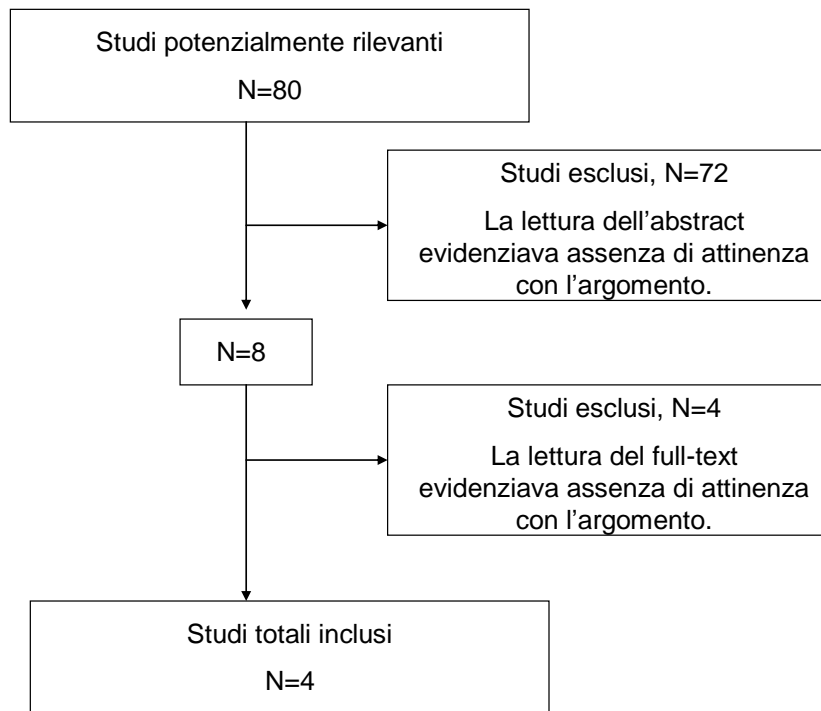 Studi potenzialmente rilevanti
N=80
Studi esclusi, N=72
La lettura dell’abstract
evidenziava assenza di attinenza
con l’argomento.
N=8
Studi esclusi, N=4
La lettura del full-text
evidenziava assenza di attinenza
con l’argomento.
Studi totali inclusi
N=4